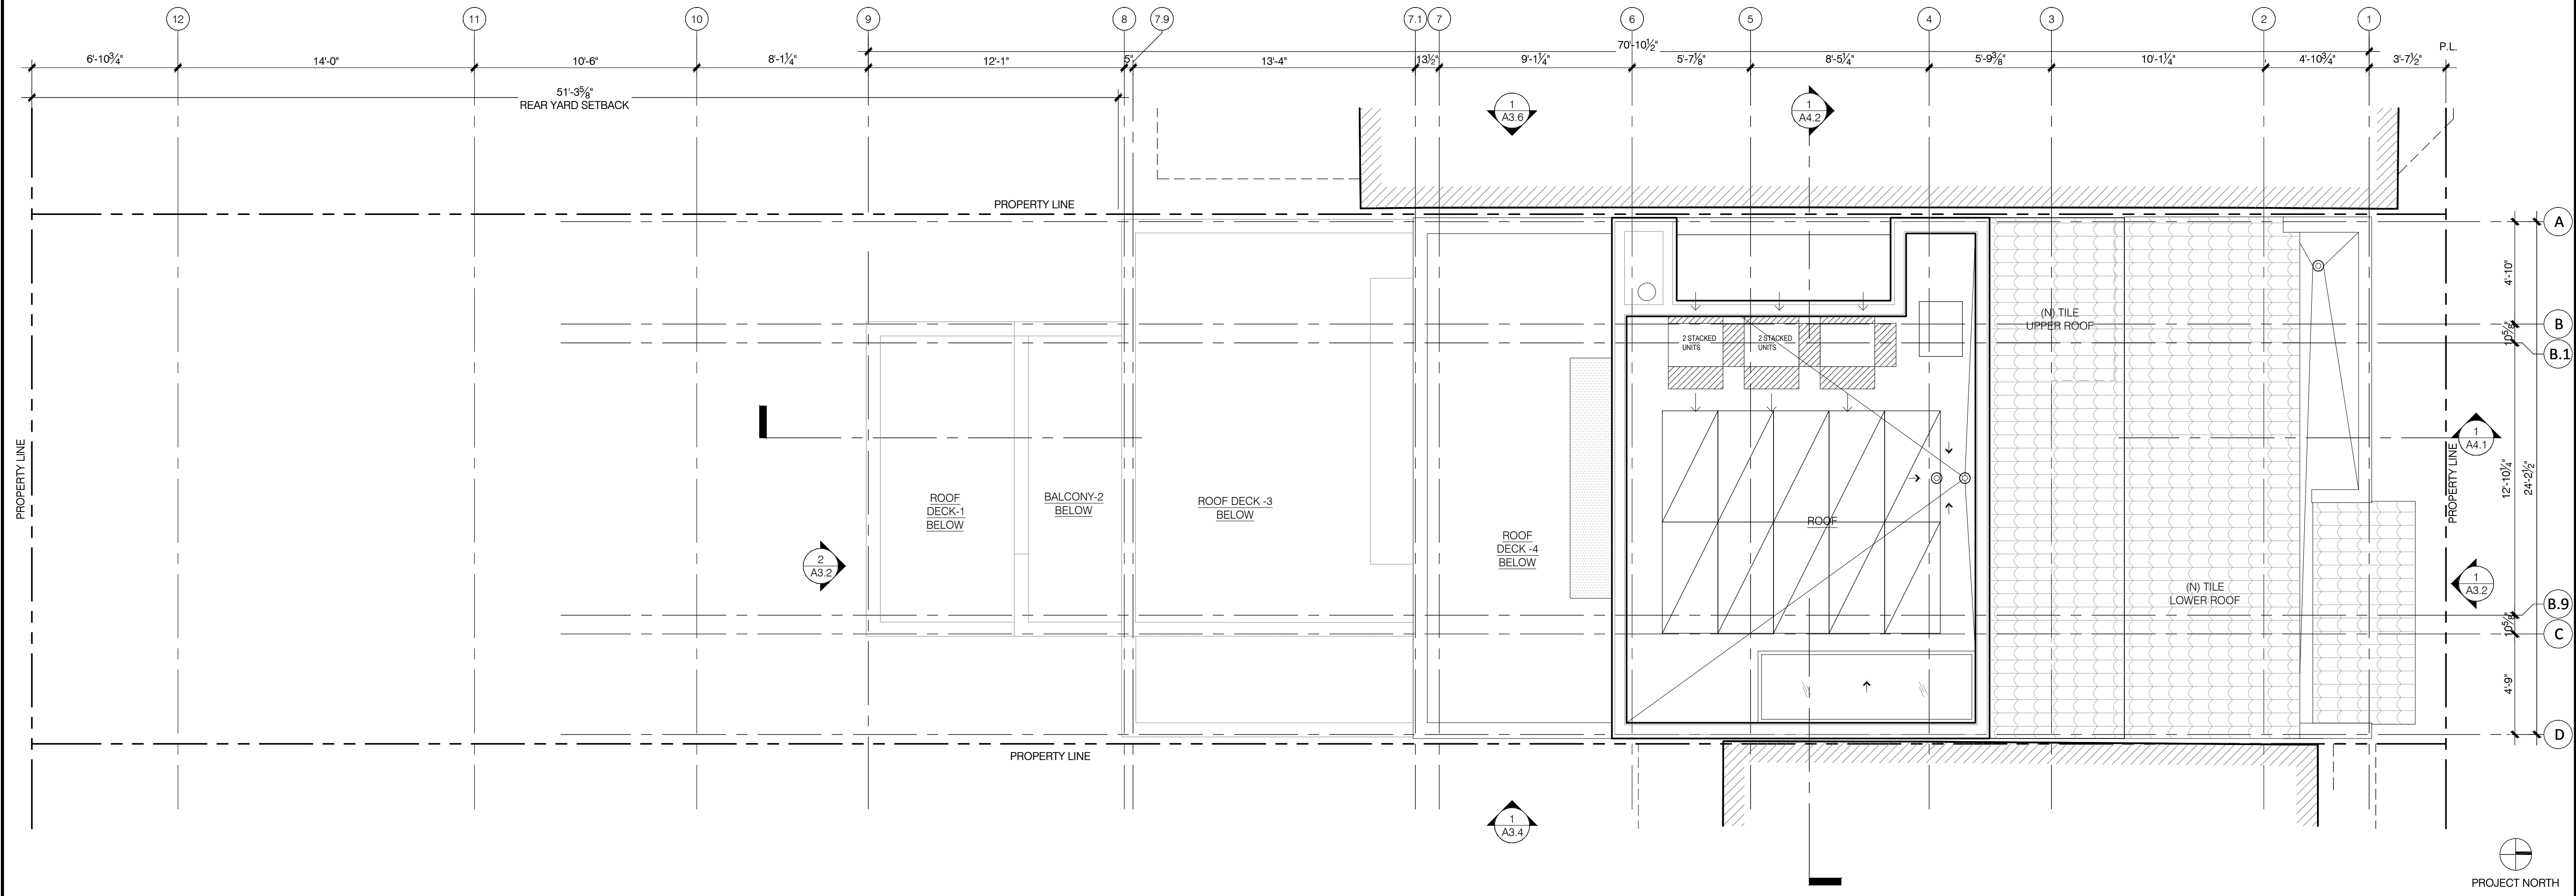 12
11
10
9
8
7.9
7.1
7
6
5
4
3
2
1
70'-10½"
P.L.
6'-10¾"
14'-0"
10'-6"
8'-1¼"
12'-1"
5"
13'-4"
13½"
9'-1¼"
5'-7⅛"
8'-5¼"
5'-9⅜"
10'-1¼"
4'-10¾"
3'-7½"
51'-3⅝"
REAR YARD SETBACK
1
A3.6
1
A4.2
PROPERTY LINE
A
4'-10"
(N) TILE
UPPER ROOF
B
10⅝"
B.1
2 STACKED
UNITS
2 STACKED
UNITS
PROPERTY LINE
1
A4.1
PROPERTY LINE
12'-10¼"
24'-2½"
ROOF
DECK-1
BELOW
BALCONY-2
BELOW
ROOF DECK -3
BELOW
ROOF
DECK -4
BELOW
ROOF
2
A3.2
(N) TILE
LOWER ROOF
1
A3.2
B.9
10⅝"
C
4'-9"
D
PROPERTY LINE
1
A3.4
PROJECT NORTH